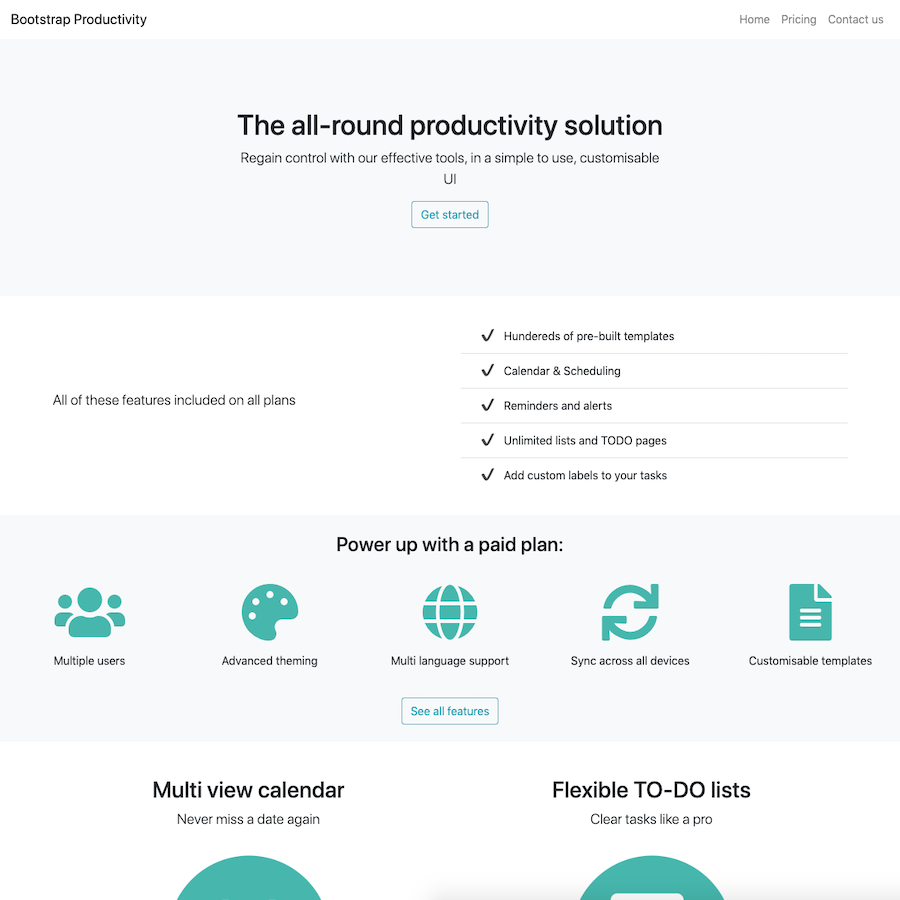 Bootstrap Productivity
Home Pricing Contact us
The all-round productivity solution
Regain control with our effective tools, in a simple to use, customisable
UI
Get started
All of these features included on all plans
Hundereds of pre-built templates
Calendar & Scheduling
Reminders and alerts
Unlimited lists and TODO pages
Add custom labels to your tasks
Power up with a paid plan:
Multiple users
Advanced theming
Multi language support
Sync across all devices
Customisable templates
See all features
Multi view calendar
Never miss a date again
Flexible TO-DO lists
Clear tasks like a pro